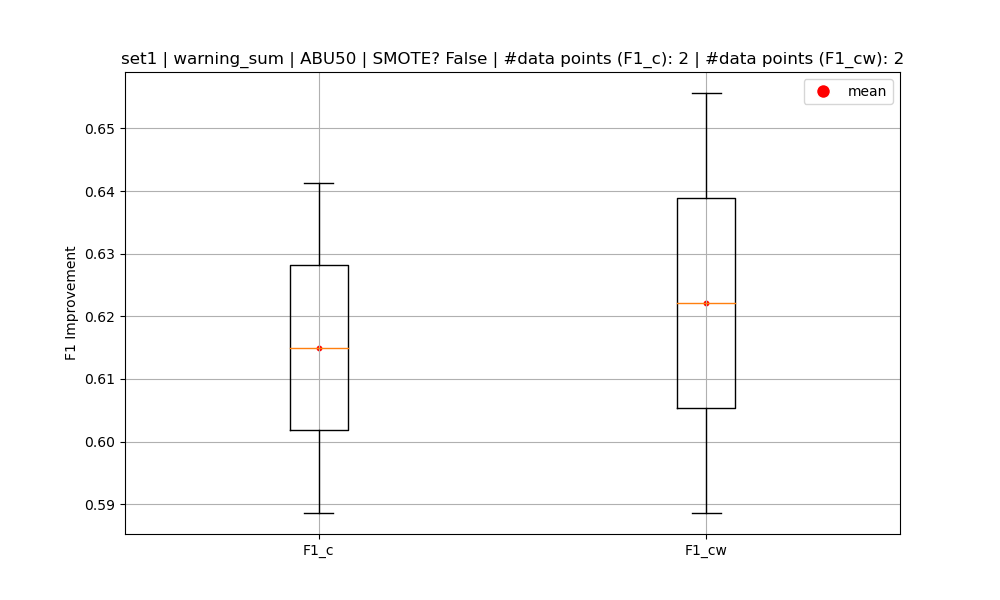 set1 | warning_sum | ABU50 | SMOTE? False | #data points (F1_c): 2 | #data points (F1_cw): 2
mean
0.65
0.64
0.63
0.62
0.61
0.60
0.59
F1 Improvement
F1_c
F1_cw